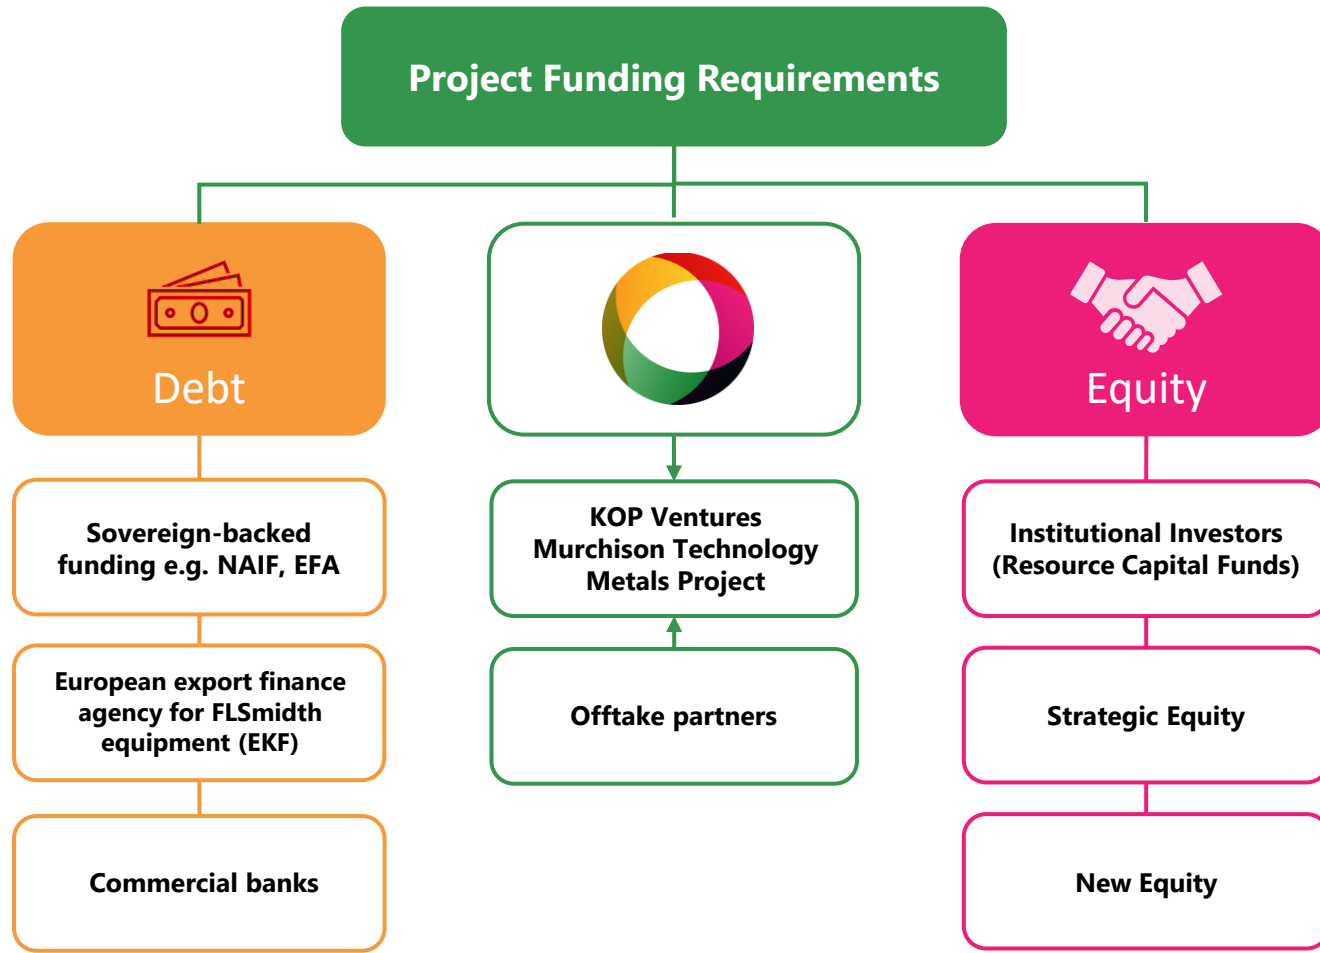 Project Funding Requirements
Debt
Equity
Sovereign-backed
funding e.g. NAIF, EFA
European export finance
agency for FLSmidth
equipment (EKF)
Commercial banks
KOP Ventures
Murchison Technology
Metals Project
Offtake partners
Institutional Investors
(Resource Capital Funds)
Strategic Equity
New Equity